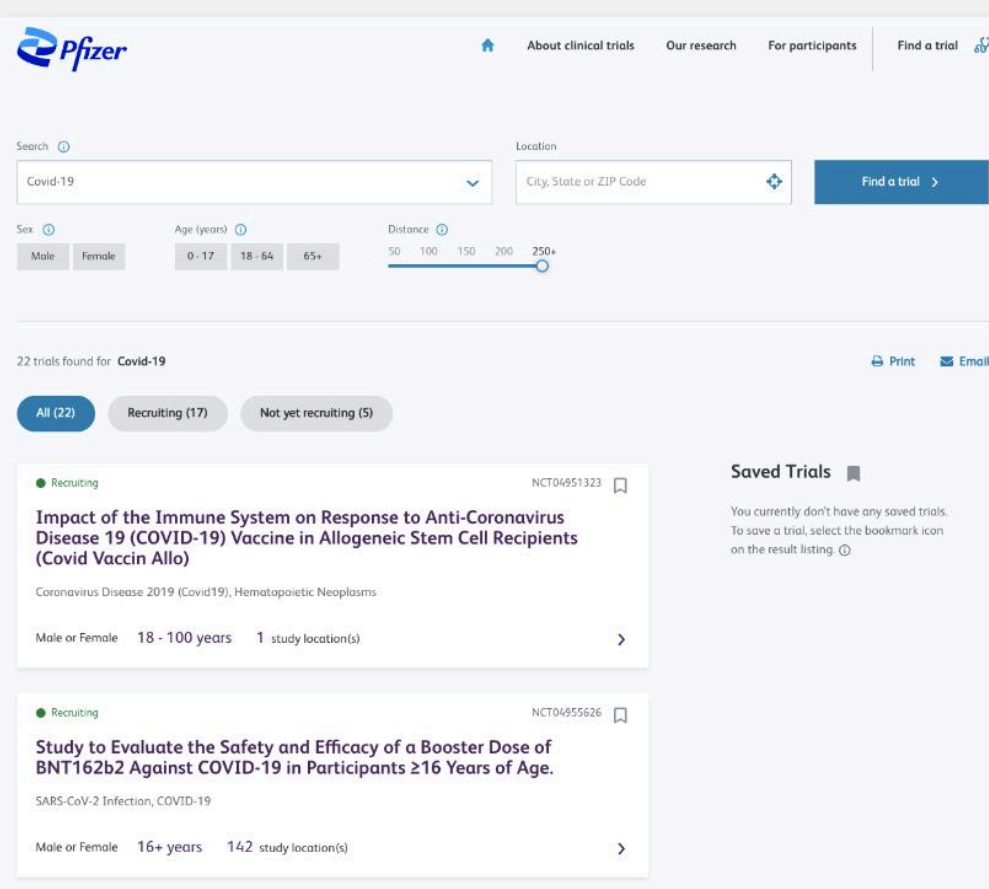 Pfizer
About clinical trials Our research For participants Find a trial
Search Location
Covid-19 City, State or ZIP Code Find a trial
Sex Age (years) Distance
Male Female 0 - 17 18 - 64 65+ 50 100 150 200 250+
22 trials found for Covid-19 Print Email
All (22) Recruiting (17) Not yet recruiting (5)
Recruiting NCT04951323
Impact of the Immune System on Response to Anti-Coronavirus
Disease 19 (COVID-19) Vaccine in Allogeneic Stem Cell Recipients
(Covid Vaccin Allo)
Coronavirus Disease 2019 (Covid19), Hematopoietic Neoplasms
Male or Female 18 - 100 years 1 study location(s)
Saved Trials
You currently don't have any saved trials.
To save a trial, select the bookmark icon
on the result listing.
Recruiting NCT04955626
Study to Evaluate the Safety and Efficacy of a Booster Dose of
BNT162b2 Against COVID-19 in Participants ≥16 Years of Age.
SARS-CoV-2 Infection, COVID-19
Male or Female 16+ years 142 study location(s)